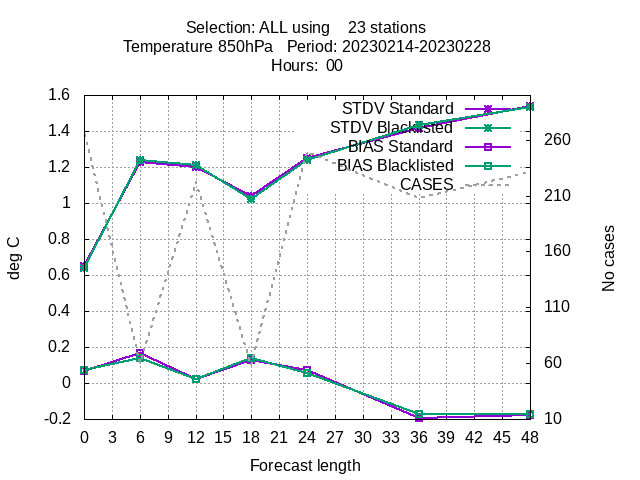 Selection: ALL using 23 stations
Temperature 850hPa Period: 20230214-20230228
Hours: 00
1.6
1.4
1.2
1
0.8
0.6
0.4
0.2
0
-0.2
deg C
STDV Standard
STDV Blacklisted
BIAS Standard
BIAS Blacklisted
CASES
260
210
160
110
60
10
No cases
0 3 6 9 12 15 18 21 24 27 30 33 36 39 42 45 48
Forecast length